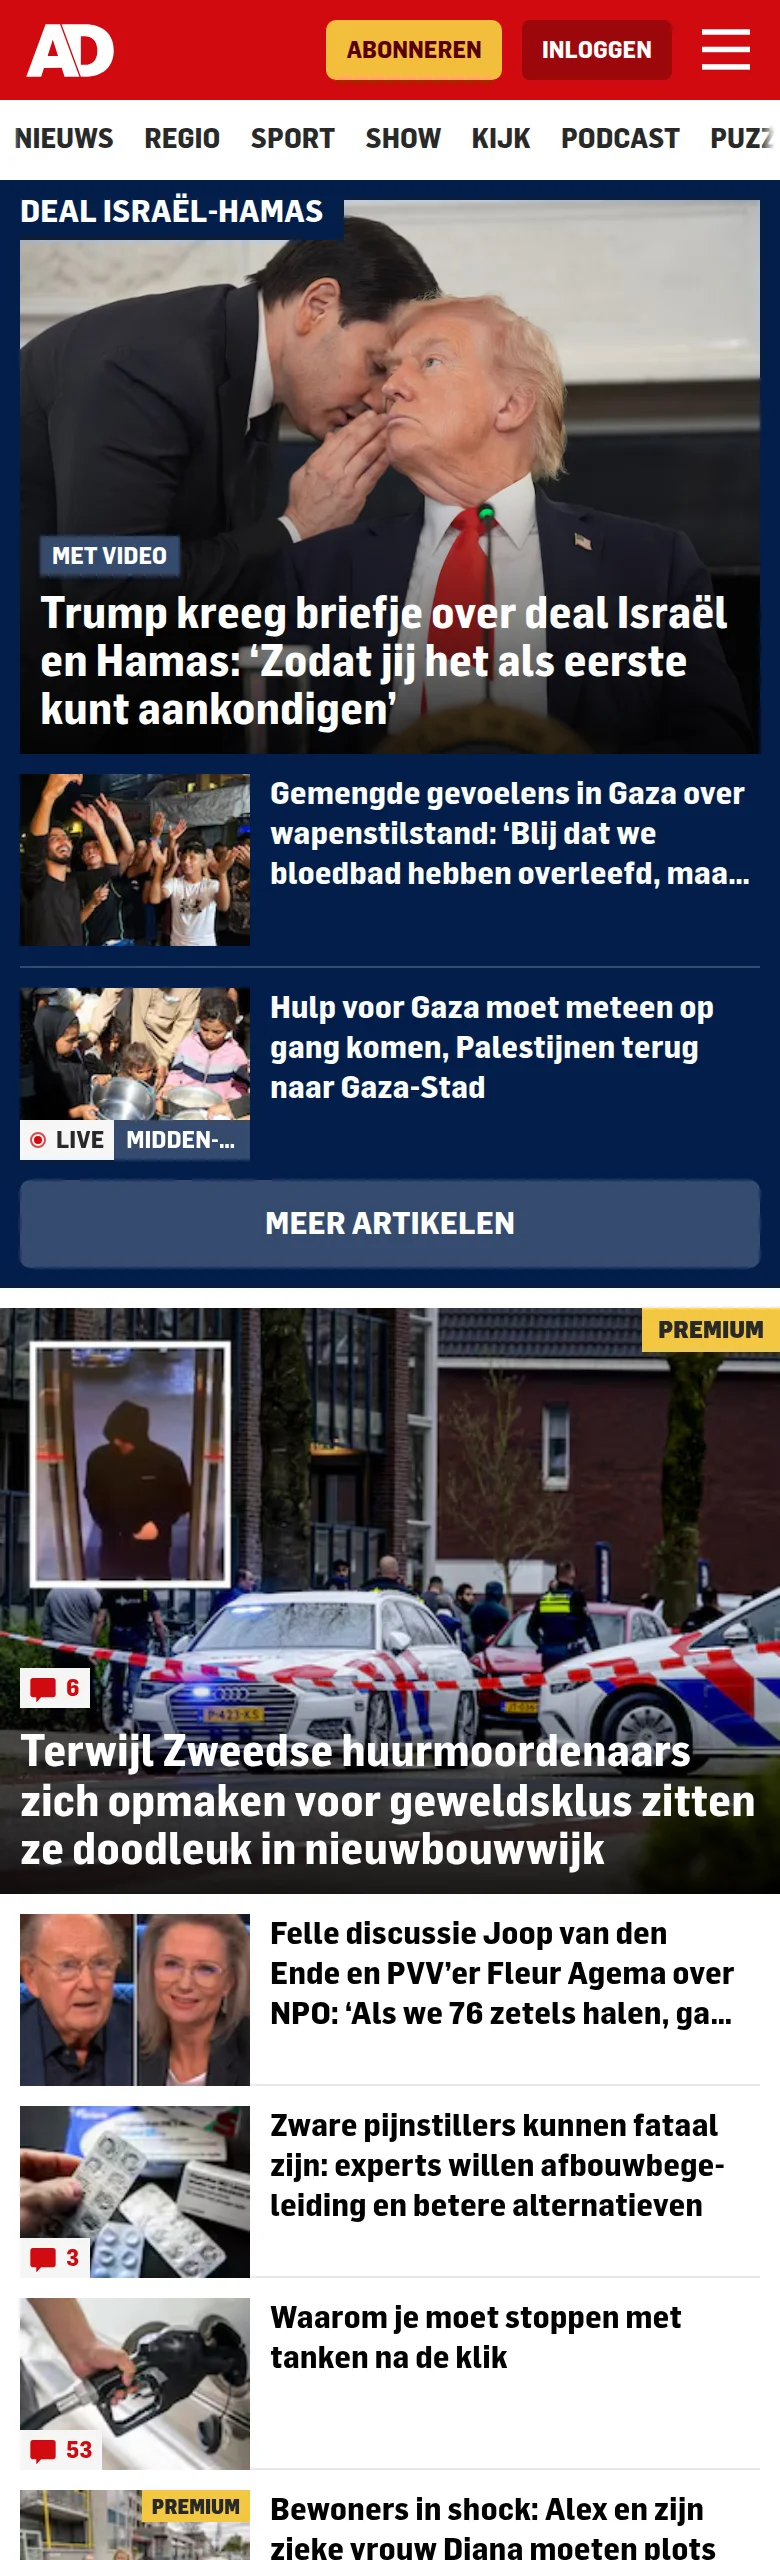 AD
ABONNEREN
INLOGGEN
NIEUWS REGIO SPORT SHOW KIJK PODCAST PUZZ
DEAL ISRAËL-HAMAS
MET VIDEO
Trump kreeg briefje over deal Israël
en Hamas: ‘Zodat jij het als eerste
kunt aankondigen’
Gemengde gevoelens in Gaza over
wapenstilstand: ‘Blij dat we
bloedbad hebben overleefd, maa...
Hulp voor Gaza moet meteen op
gang komen, Palestijnen terug
naar Gaza-Stad
LIVE MIDDEN-...
MEER ARTIKELEN
PREMIUM
P-423-KS
6
Terwijl Zweedse huurmoordenaars
zich opmaken voor geweldsklus zitten
ze doodleuk in nieuwbouwwijk
Felle discussie Joop van den
Ende en PVV’er Fleur Agema over
NPO: ‘Als we 76 zetels halen, ga...
Zware pijnstillers kunnen fataal
zijn: experts willen afbouwbege-
leiding en betere alternatieven
3
Waarom je moet stoppen met
tanken na de klik
53
PREMIUM
Bewoners in shock: Alex en zijn
zieke vrouw Diana moeten plots